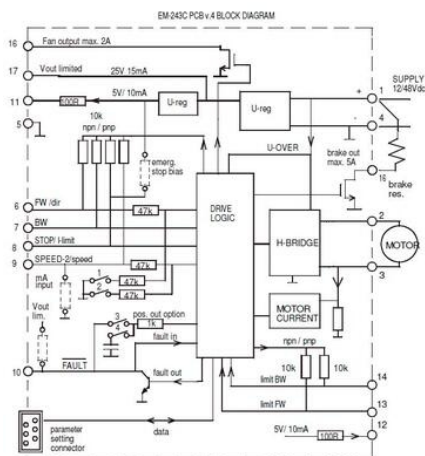 EM-243C PCB v.4 BLOCK DIAGRAM
16 Fan output max. 2A
17 Vout limited 25V 15mA
11 5V/ 10mA
100R
U-reg
U-reg
+ 1
SUPPLY
12/48Vdc
- 4
5
10k
npn / pnp
U-OVER
brake out
max. 5A
16
brake
res.
emerg.
stop bias
6 FW /dir
47k
7 BW
8 STOP/ I-limit
9 SPEED-2/speed
47k
DRIVE
LOGIC
H-BRIDGE
2
MOTOR
3
mA
input
1
47k
2
47k
Vout
lim.
pos. out option
3
1k
4
MOTOR
CURRENT
fault in
npn / pnp
10k
10k
10 FAULT
fault out
limit BW
14
limit FW
13
12
5V/ 10mA
100R
parameter
setting
connector
data